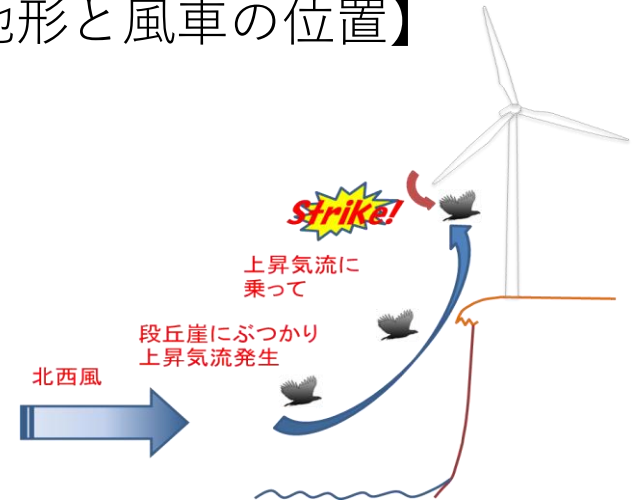 形と風車の位置】
Strike!
上昇気流に
乗って
段丘崖にぶつかり
上昇気流発生
北西風